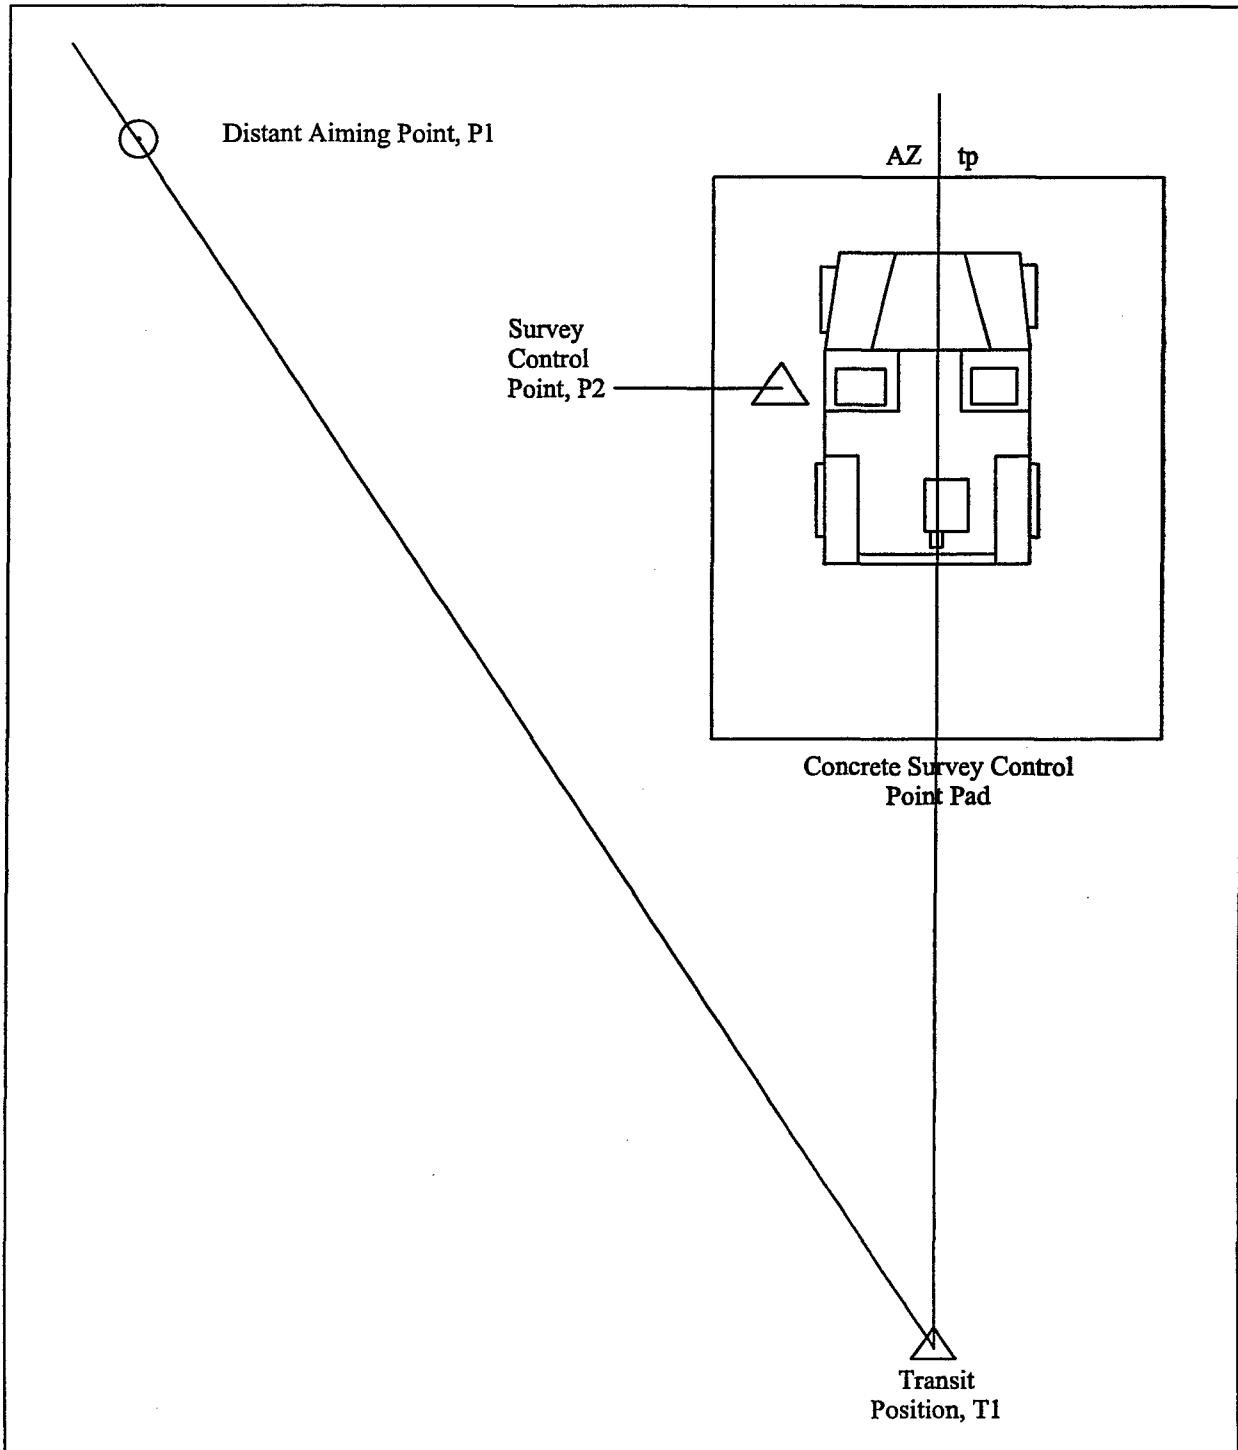 Distant Aiming Point, P1
AZ tp
Survey
Control
Point, P2
Concrete Survey Control
Point Pad
Transit
Position, T1